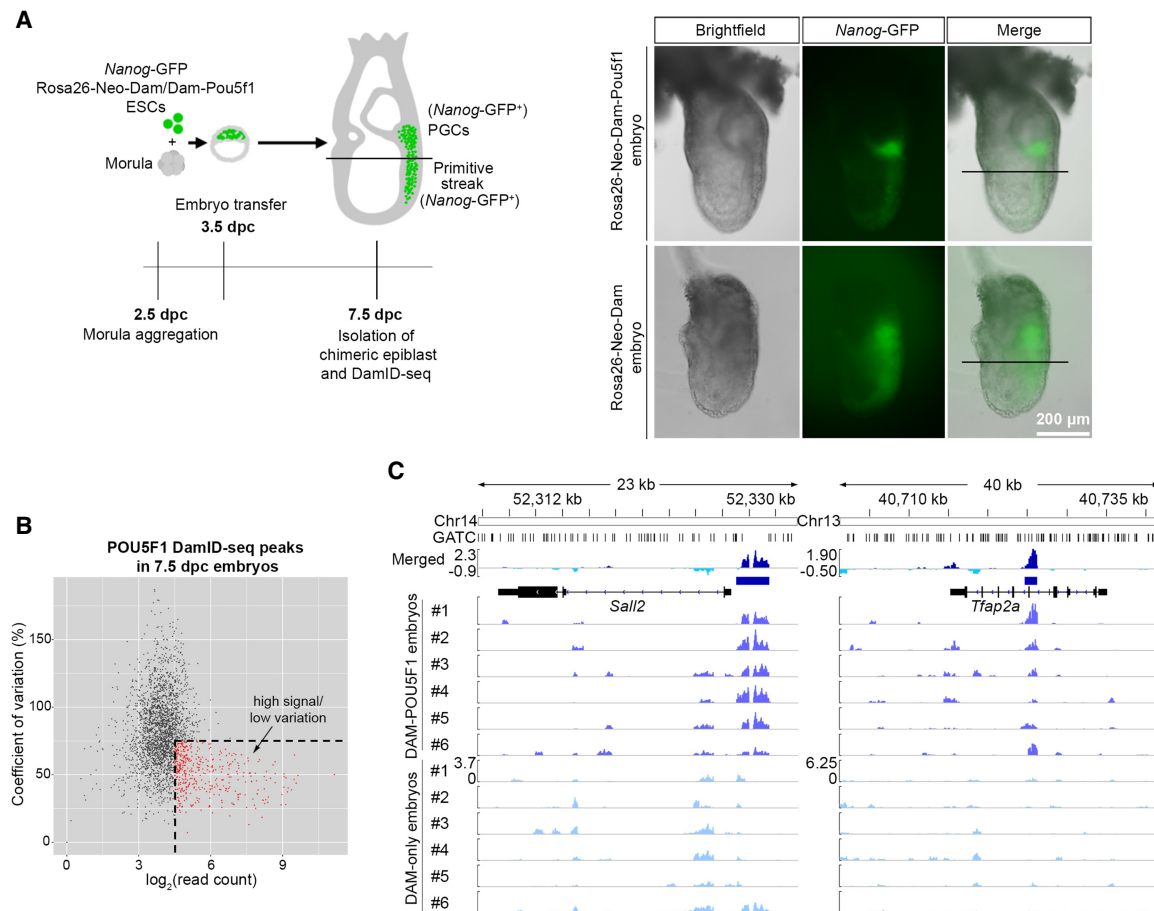 A
Nanog-GFP
Rosa26-Neo-Dam/Dam-Pou5f1
ESCs
+
Morula
(Nanog-GFP+)
PGCs
Primitive
streak
(Nanog-GFP+)
Embryo transfer
3.5 dpc
2.5 dpc
Morula aggregation
7.5 dpc
Isolation of
chimeric epiblast
and DamID-seq
Brightfield
Nanog-GFP
Merge
Rosa26-Neo-Dam-Pou5f1
embryo
Rosa26-Neo-Dam
embryo
200 µm
B
POU5F1 DamID-seq peaks
in 7.5 dpc embryos
Coefficient of variation (%)
150
100
50
0
high signal/
low variation
0 3 6 9
log2(read count)
C
23 kb
52,312 kb 52,330 kb
Chr14
GATC
Merged
2.3
-0.9
Sall2
DAM-POU5F1 embryos
#1
#2
#3
#4
#5
#6
DAM-only embryos
#1
#2
#3
#4
#5
#6
3.7
0
40 kb
40,710 kb 40,735 kb
Chr13
1.90
-0.50
Tfap2a
6.25
0